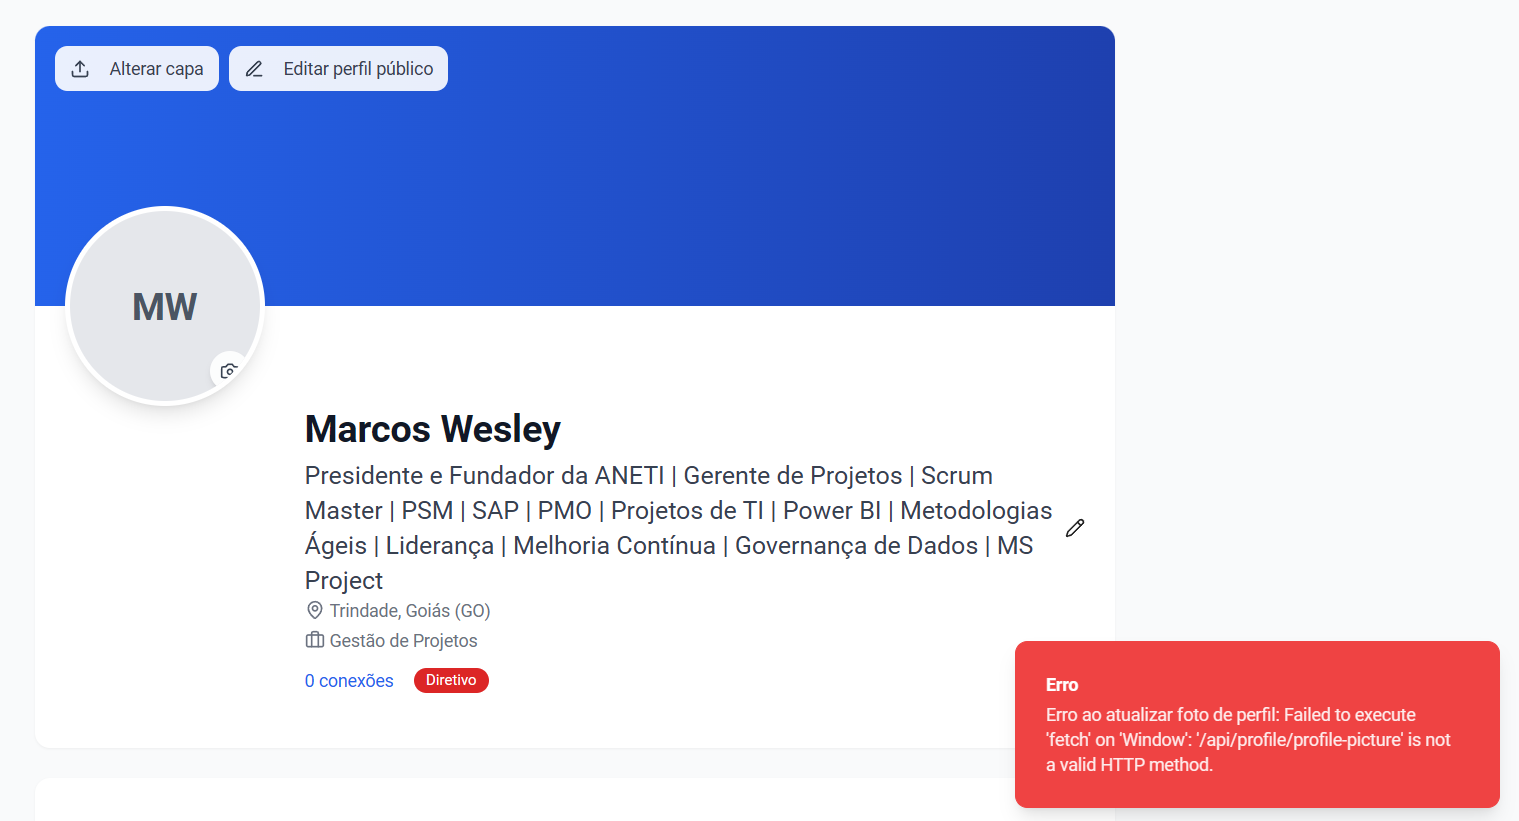 Alterar capa
Editar perfil público
MW
Marcos Wesley
Presidente e Fundador da ANETI | Gerente de Projetos | Scrum
Master | PSM | SAP | PMO | Projetos de TI | Power BI | Metodologias
Ágeis | Liderança | Melhoria Contínua | Governança de Dados | MS
Project
Trindade, Goiás (GO)
Gestão de Projetos
0 conexões
Diretivo
Erro
Erro ao atualizar foto de perfil: Failed to execute
'fetch' on 'Window': '/api/profile/profile-picture' is not
a valid HTTP method.